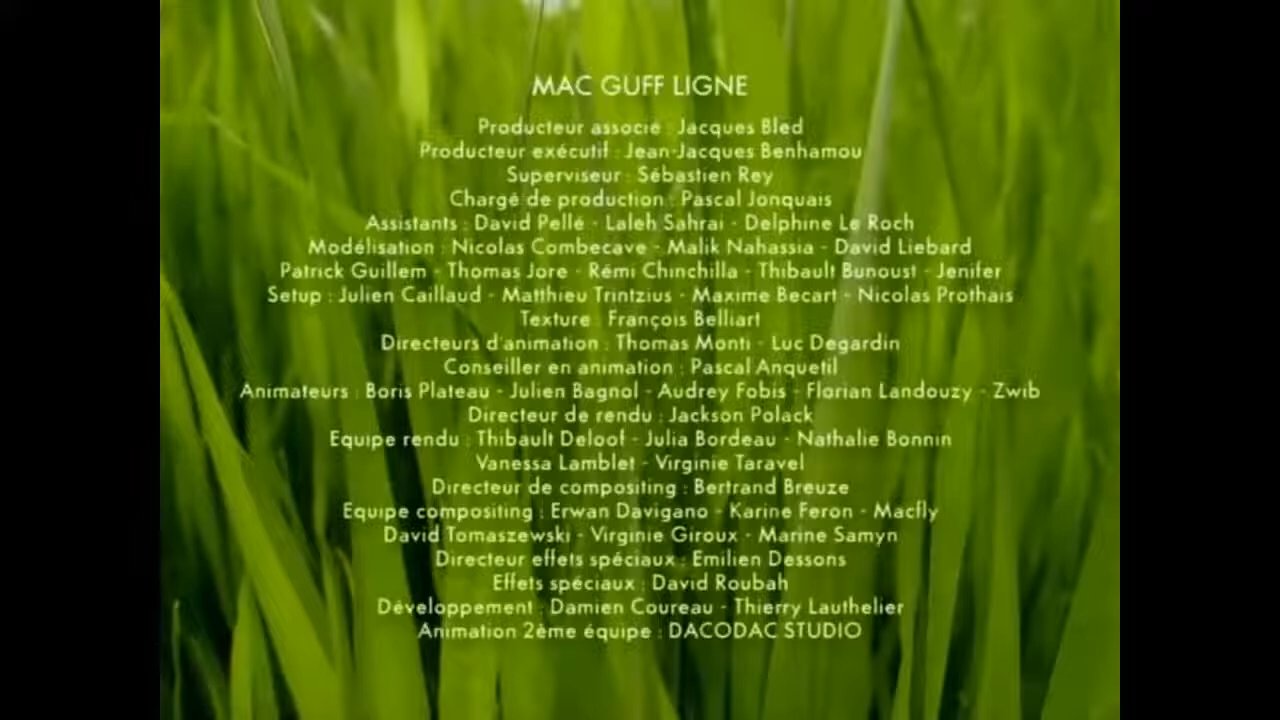 MAC GUFF LIGNE
Producteur associé : Jacques Bled
Producteur exécutif : Jean-Jacques Benhamou
Superviseur : Sébastien Rey
Chargé de production : Pascal Jonquais
Assistants : David Pellé - Laleh Sahrai - Delphine Le Roch
Modélisation : Nicolas Combecave - Malik Nahassia - David Liebard
Patrick Guillem - Thomas Jore - Rémi Chinchilla - Thibault Bunoust - Jenifer
Setup : Julien Caillaud - Matthieu Trintzius - Maxime Becart - Nicolas Prothais
Texture : François Belliart
Directeurs d'animation : Thomas Monti - Luc Degardin
Conseiller en animation : Pascal Anquetil
Animateurs : Boris Plateau - Julien Bagnol - Audrey Fobis - Florian Landouzy - Zwib
Directeur de rendu : Jackson Polack
Equipe rendu : Thibault Deloof - Julia Bordeau - Nathalie Bonnin
Vanessa Lamblet - Virginie Taravel
Directeur de compositing : Bertrand Breuze
Equipe compositing : Erwan Davigano - Karine Feron - Macfly
David Tomaszewski - Virginie Giroux - Marine Samyn
Directeur effets spéciaux : Emilien Dessons
Effets spéciaux : David Roubah
Développement : Damien Coureau - Thierry Lauthelier
Animation 2ème équipe : DACODAC STUDIO